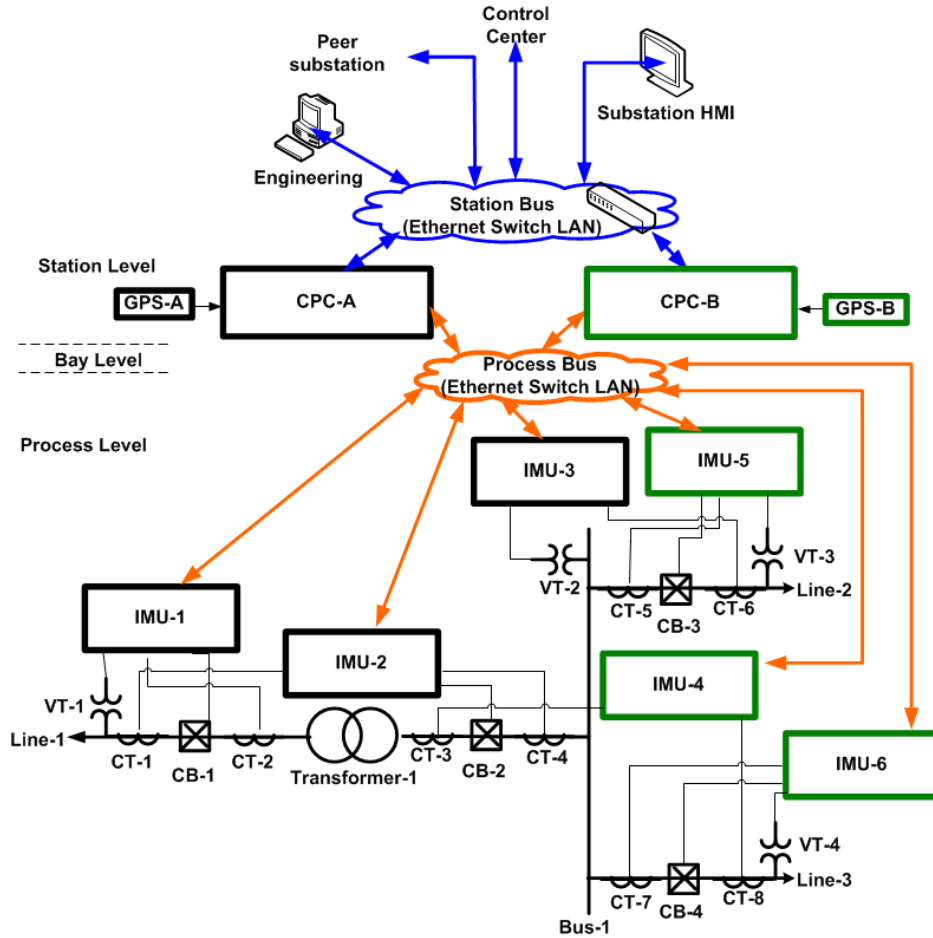 Control
Center
Peer
substation
Substation HMI
Engineering
Station Bus
(Ethernet Switch LAN)
Station Level
GPS-A
CPC-A
CPC-B
GPS-B
Bay Level
Process Bus
(Ethernet Switch LAN)
Process Level
IMU-3
IMU-5
VT-2
VT-3
CT-5
CT-6
Line-2
CB-3
IMU-1
IMU-2
IMU-4
VT-1
Line-1
CT-1
CB-1
CT-2
Transformer-1
CT-3
CB-2
CT-4
IMU-6
VT-4
Line-3
CT-7
CB-4
CT-8
Bus-1